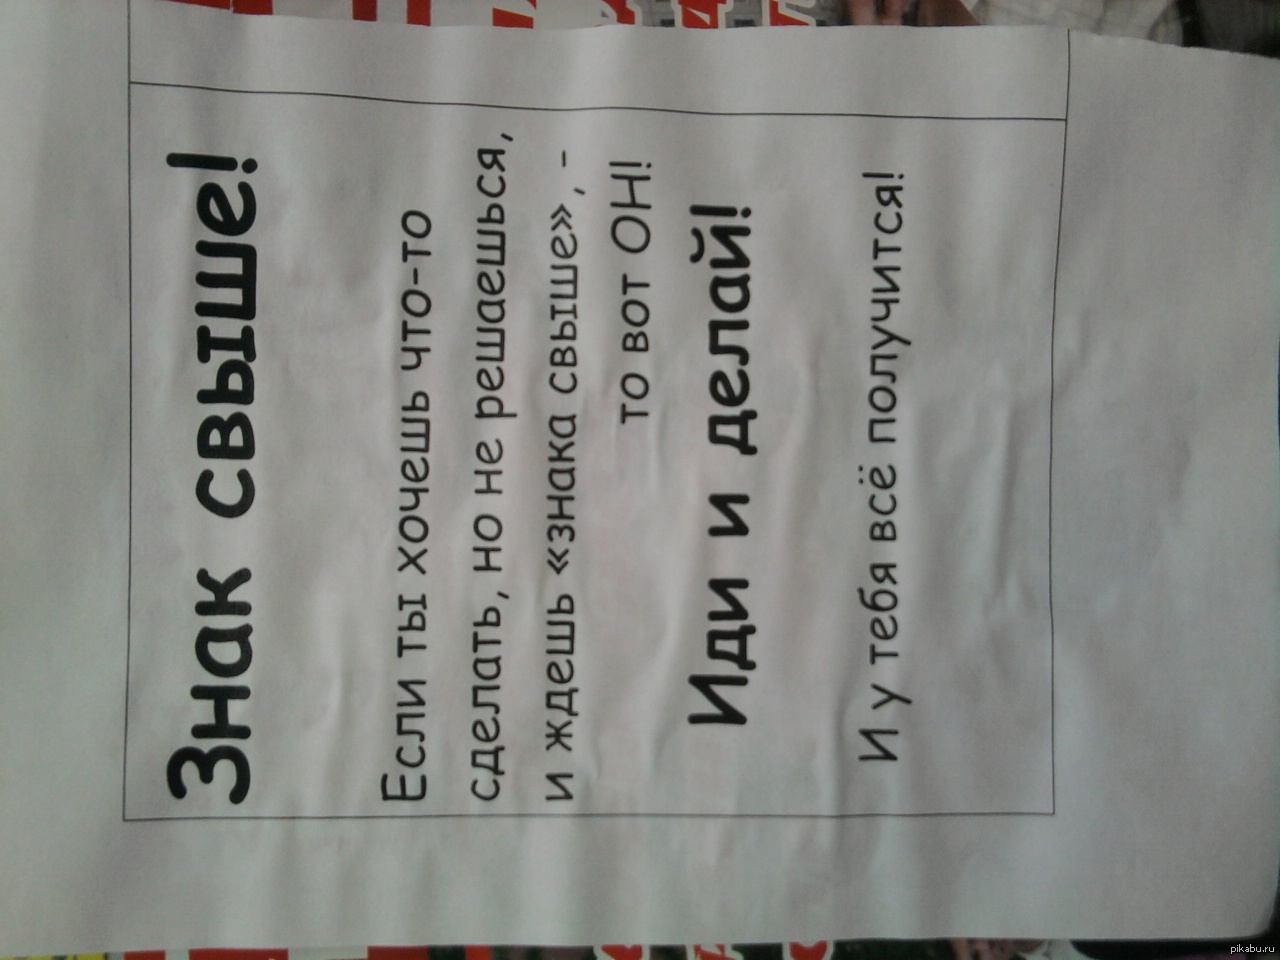 Знак свыше!
Если ты хочешь что-то
сделать, но не решаешься,
и ждешь «знака свыше», -
то вот ОН!
Иди и делай!
И у тебя всё получится!
pikabu.ru